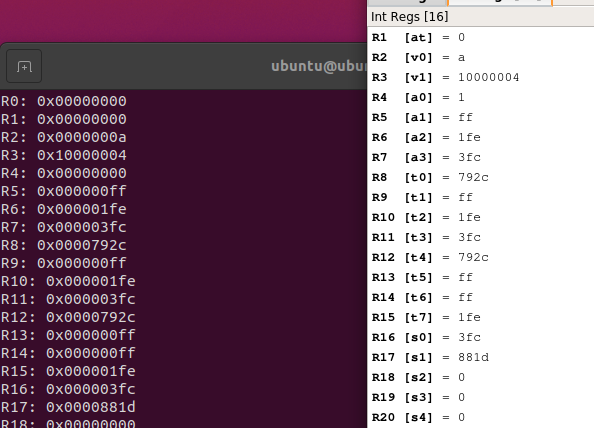 ubuntu@ubu
R0: 0x00000000
R1: 0x00000000
R2: 0x0000000a
R3: 0x10000004
R4: 0x00000000
R5: 0x000000ff
R6: 0x000001fe
R7: 0x000003fc
R8: 0x0000792c
R9: 0x000000ff
R10: 0x000001fe
R11: 0x000003fc
R12: 0x0000792c
R13: 0x000000ff
R14: 0x000000ff
R15: 0x000001fe
R16: 0x000003fc
R17: 0x0000881d
R18: 0x00000000
Int Regs [16]
R1 [at] = 0
R2 [v0] = a
R3 [v1] = 10000004
R4 [a0] = 1
R5 [a1] = ff
R6 [a2] = 1fe
R7 [a3] = 3fc
R8 [t0] = 792c
R9 [t1] = ff
R10 [t2] = 1fe
R11 [t3] = 3fc
R12 [t4] = 792c
R13 [t5] = ff
R14 [t6] = ff
R15 [t7] = 1fe
R16 [s0] = 3fc
R17 [s1] = 881d
R18 [s2] = 0
R19 [s3] = 0
R20 [s4] = 0